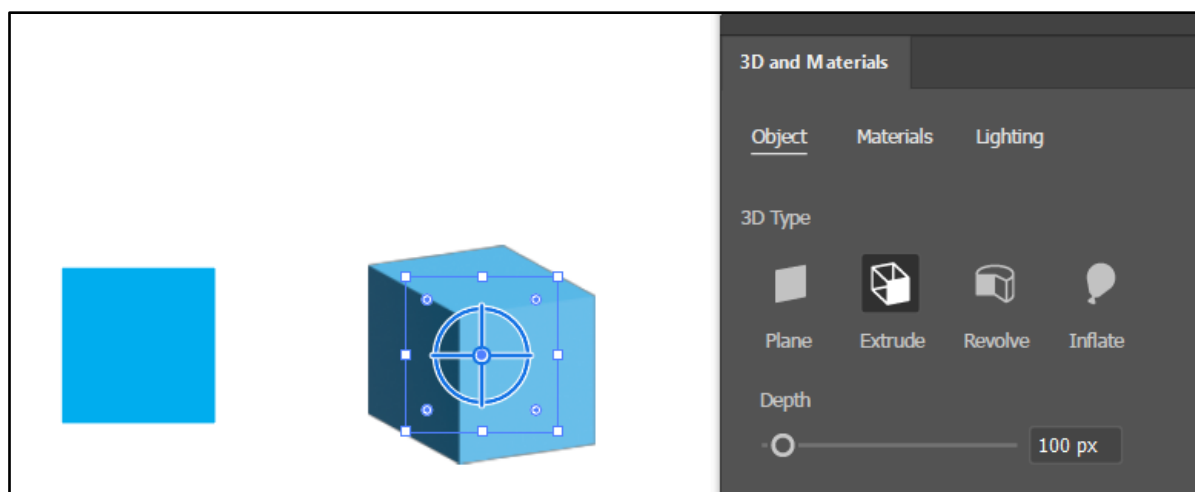 3D and Materials
Object Materials Lighting
3D Type
Plane Extrude Revolve Inflate
Depth
100 px